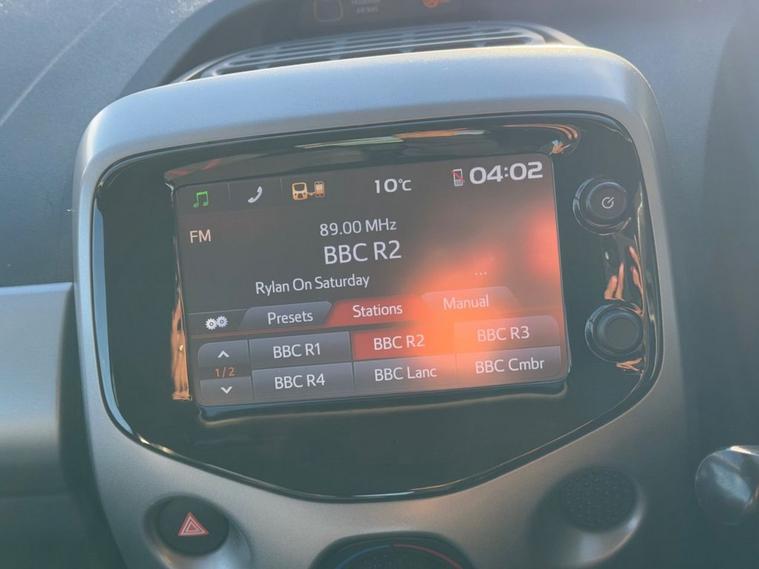 10°C
04:02
FM
89.00 MHz
BBC R2
Rylan On Saturday
...
Presets
Stations
Manual
1/2
BBC R1
BBC R2
BBC R3
BBC R4
BBC Lanc
BBC Cmbr